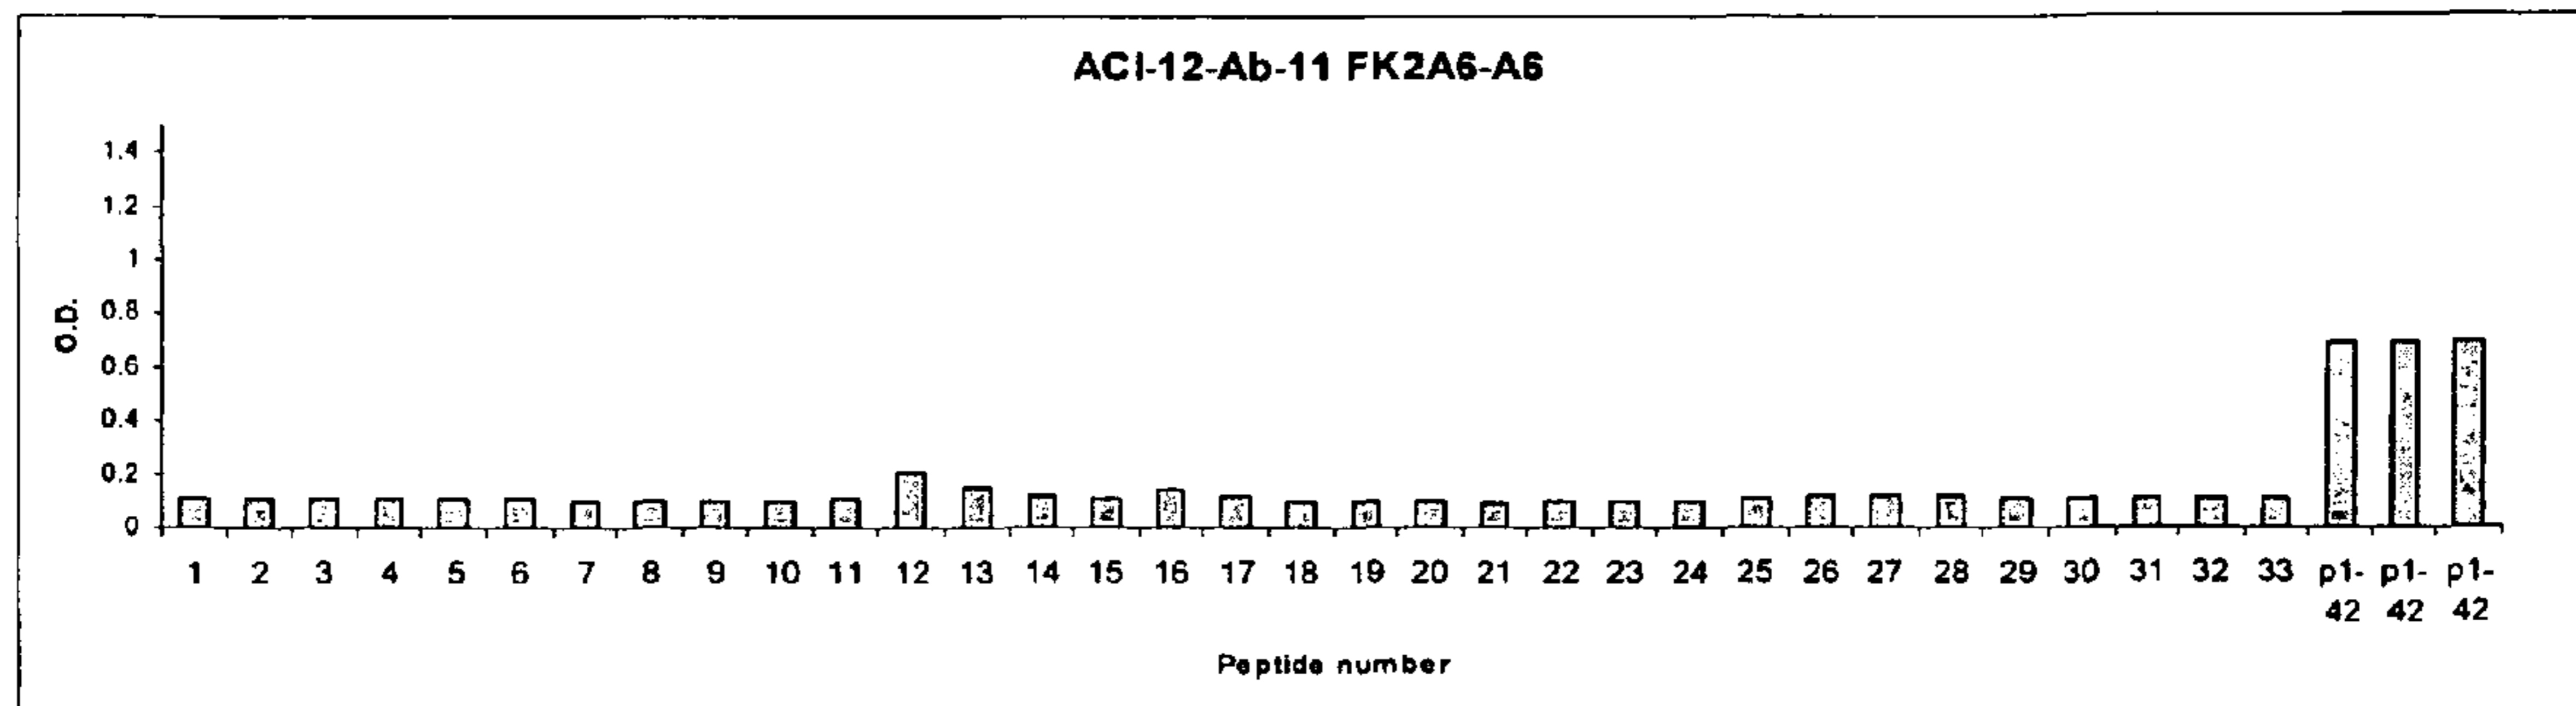 ACI-12-Ab-11 FK2A6-A6
1.4
1.2
1
0.8
0.6
0.4
0.2
0
O.D.
1 2 3 4 5 6 7 8 9 10 11 12 13 14 15 16 17 18 19 20 21 22 23 24 25 26 27 28 29 30 31 32 33 p1- p1- p1-
42 42 42
Peptide number